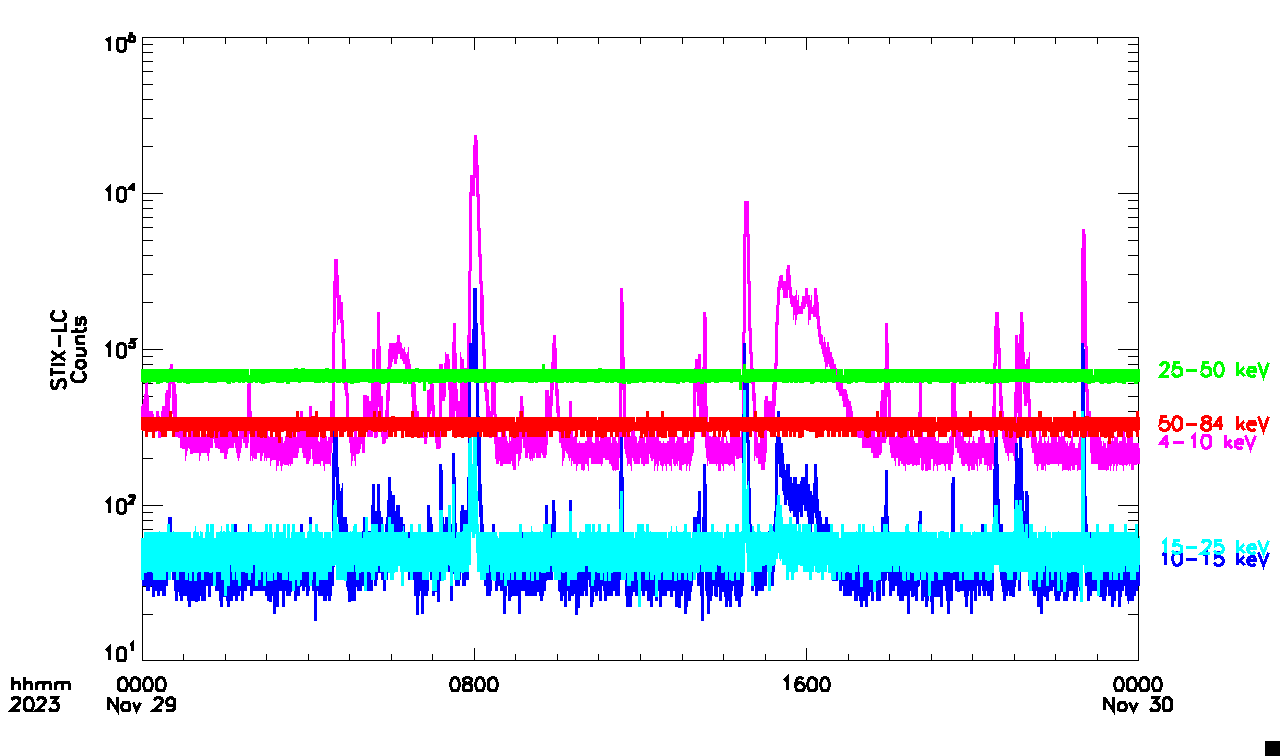 10⁵
10⁴
10³
10²
10¹
STIX-LC
Counts
25-50 keV
50-84 keV
4-10 keV
15-25 keV
10-15 keV
hhmm 0000 0800 1600 0000
2023 Nov 29 Nov 30